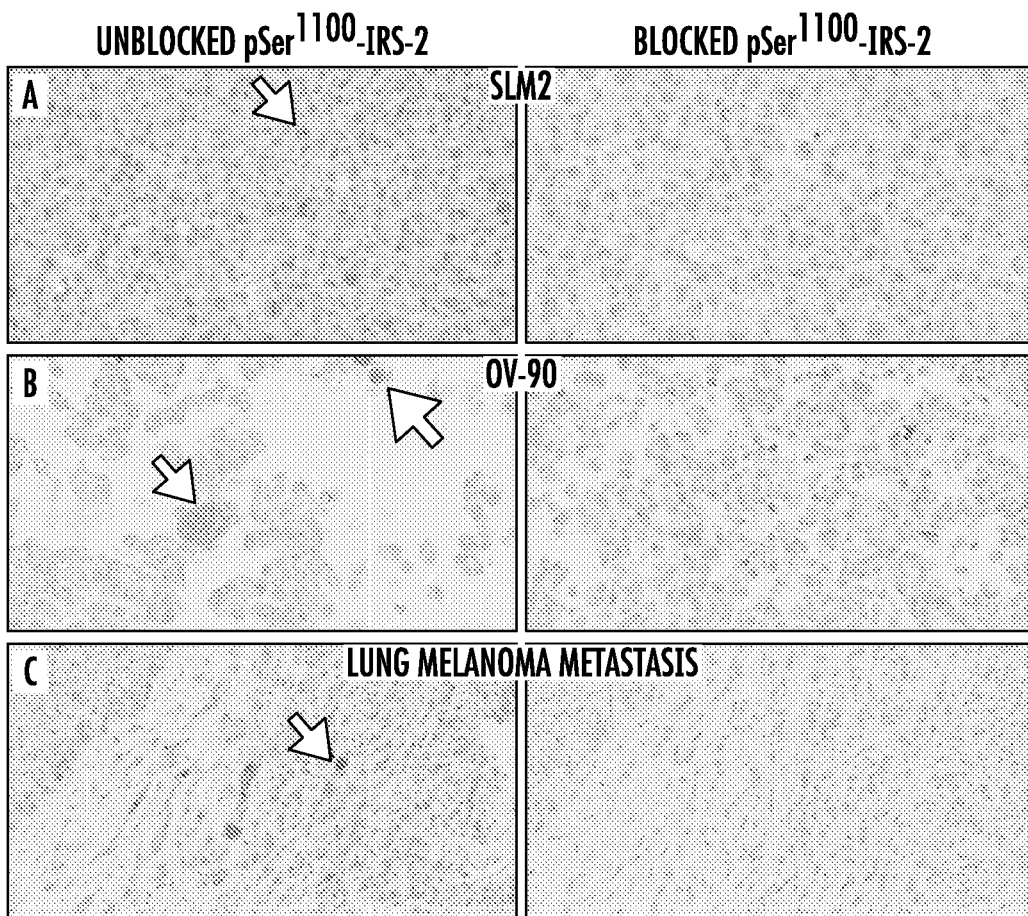 UNBLOCKED pSer1100-IRS-2
BLOCKED pSer1100-IRS-2
A
SLM2
B
OV-90
C
LUNG MELANOMA METASTASIS